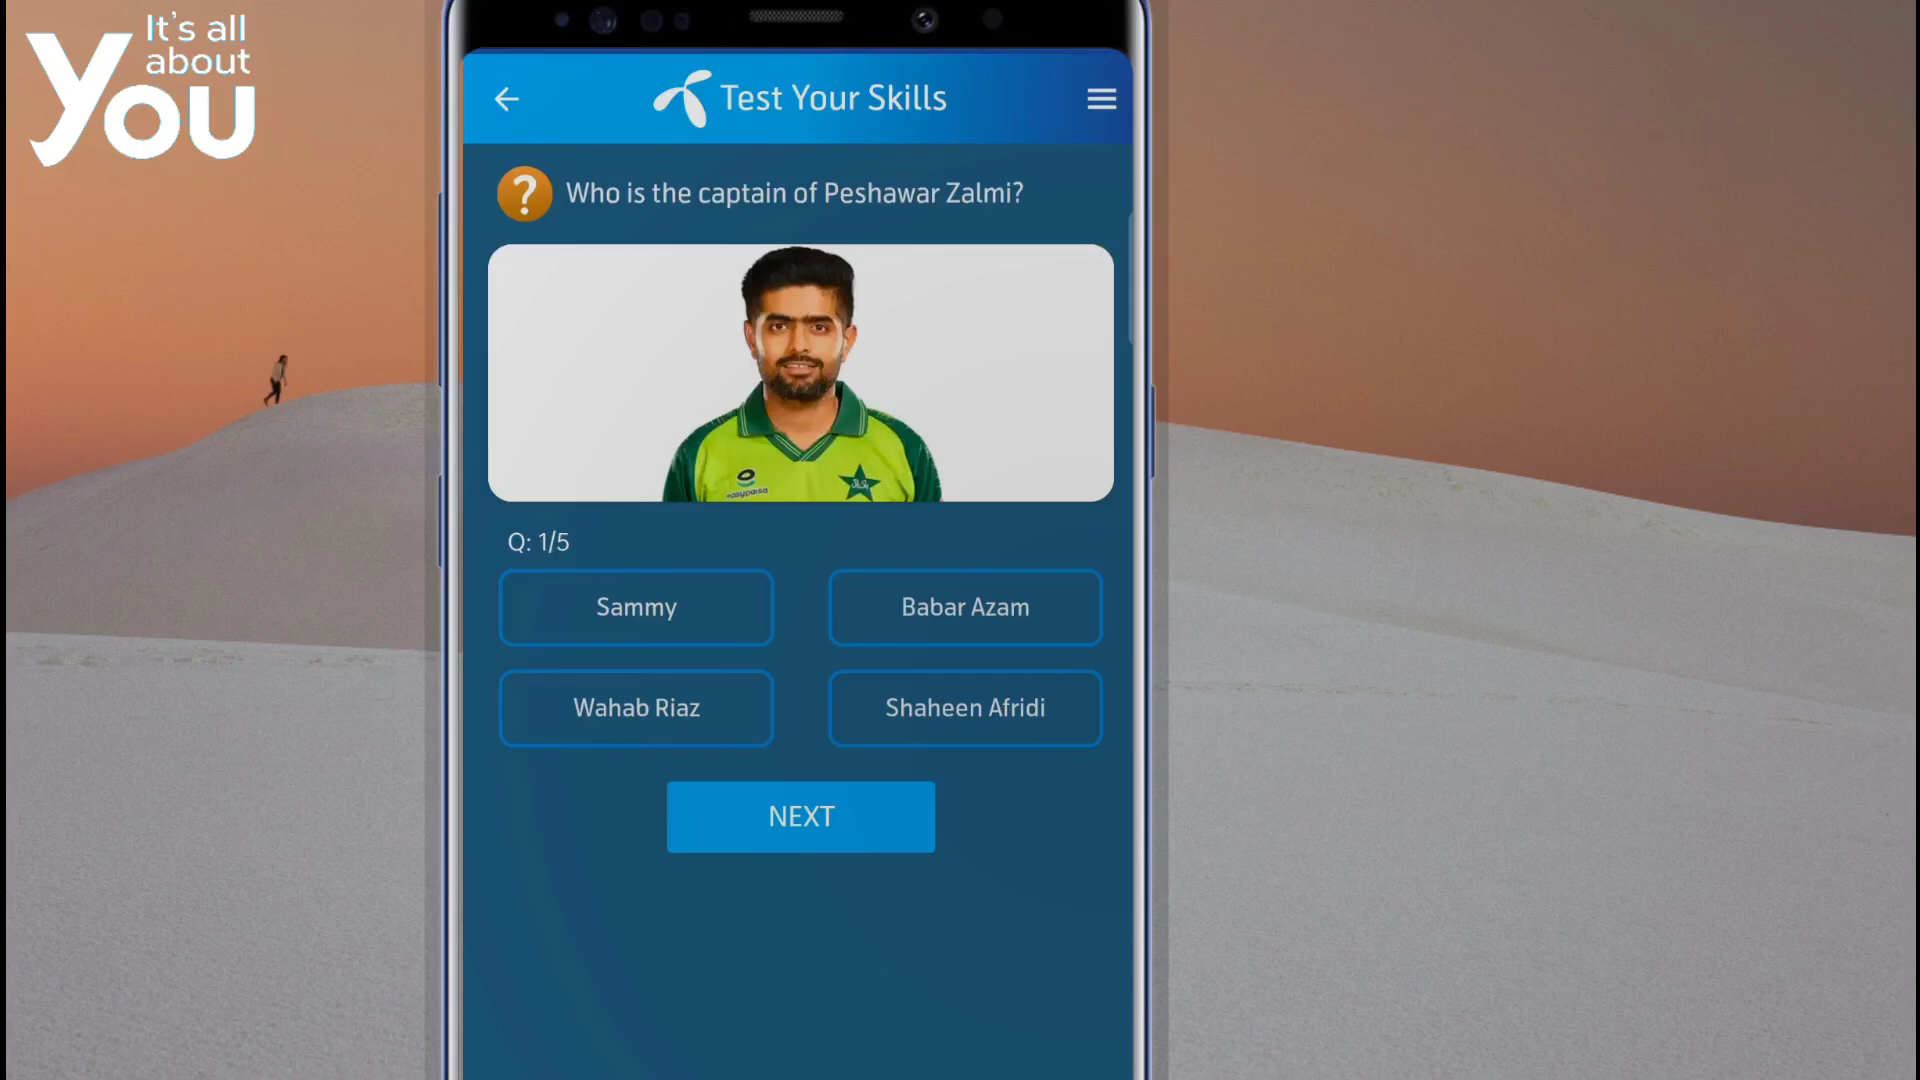 It's all
about
You
Test Your Skills
? Who is the captain of Peshawar Zalmi?
easypaisa
Q: 1/5
Sammy
Babar Azam
Wahab Riaz
Shaheen Afridi
NEXT